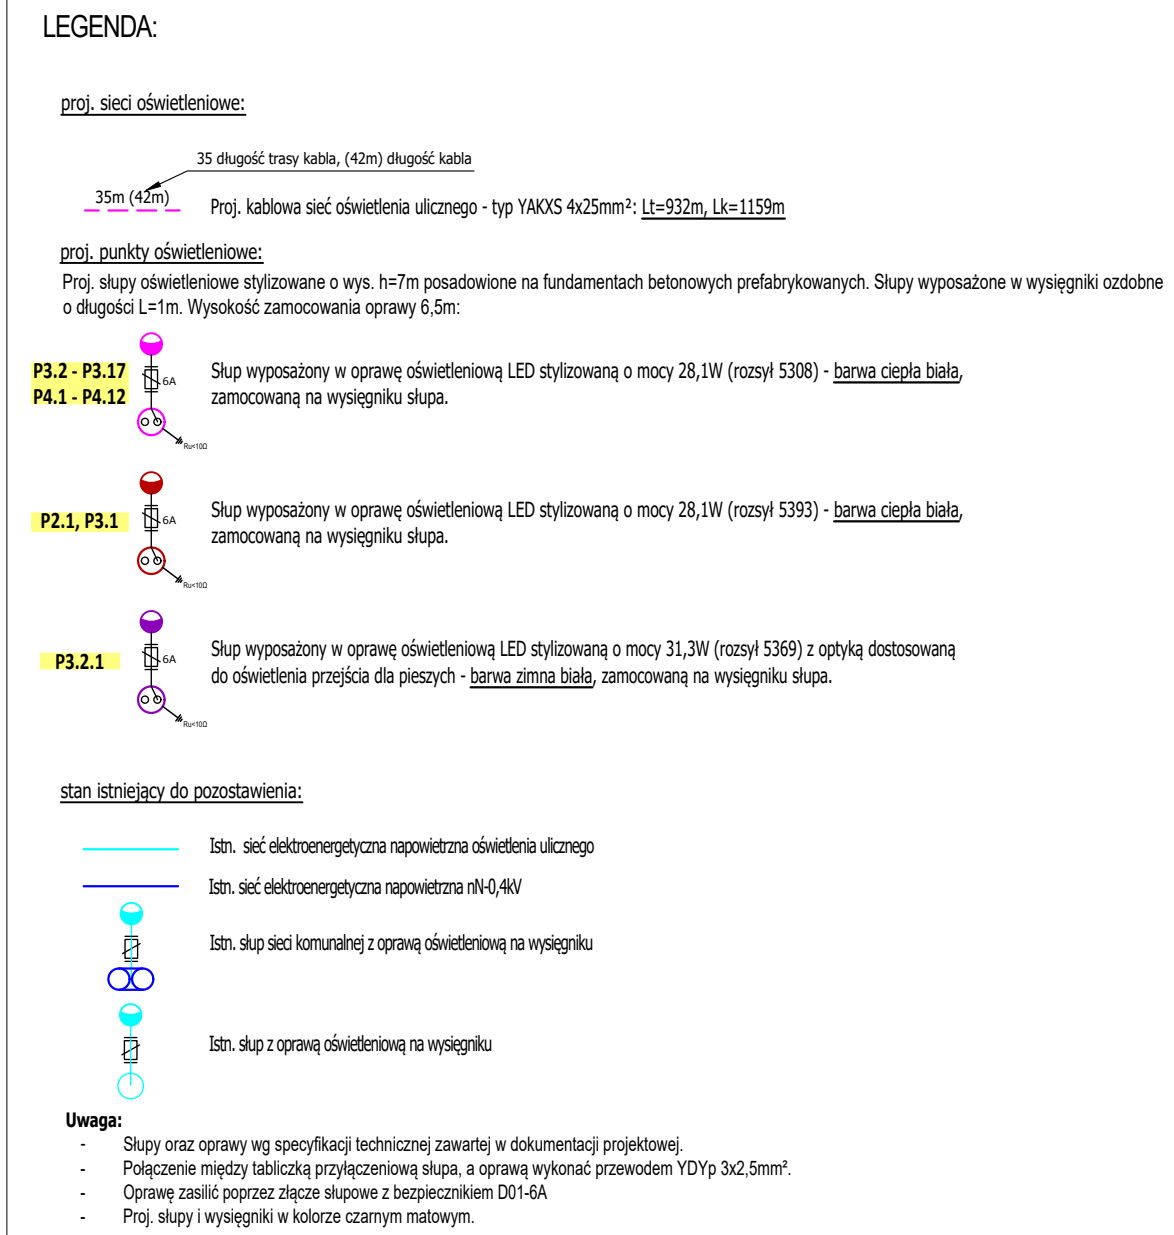 LEGENDA:
proj. sieci oświetleniowe:
35 długość trasy kabla, (42m) długość kabla
35m (42m)
Proj. kablowa sieć oświetlenia ulicznego - typ YAKXS 4x25mm²: Lt=932m, Lk=1159m
proj. punkty oświetleniowe:
Proj. słupy oświetleniowe stylizowane o wys. h=7m posadowione na fundamentach betonowych prefabrykowanych. Słupy wyposażone w wysięgniki ozdobne
o długości L=1m. Wysokość zamocowania oprawy 6,5m:
P3.2 - P3.17
P4.1 - P4.12
6A
Ru<10Ω
Słup wyposażony w oprawę oświetleniową LED stylizowaną o mocy 28,1W (rozsył 5308) - barwa ciepła biała,
zamocowaną na wysięgniku słupa.
P2.1, P3.1
6A
Ru<10Ω
Słup wyposażony w oprawę oświetleniową LED stylizowaną o mocy 28,1W (rozsył 5393) - barwa ciepła biała,
zamocowaną na wysięgniku słupa.
P3.2.1
6A
Ru<10Ω
Słup wyposażony w oprawę oświetleniową LED stylizowaną o mocy 31,3W (rozsył 5369) z optyką dostosowaną
do oświetlenia przejścia dla pieszych - barwa zimna biała, zamocowaną na wysięgniku słupa.
stan istniejący do pozostawienia:
Istn. sieć elektroenergetyczna napowietrzna oświetlenia ulicznego
Istn. sieć elektroenergetyczna napowietrzna nN-0,4kV
Istn. słup sieci komunalnej z oprawą oświetleniową na wysięgniku
Istn. słup z oprawą oświetleniową na wysięgniku
Uwaga:
- Słupy oraz oprawy wg specyfikacji technicznej zawartej w dokumentacji projektowej.
- Połączenie między tabliczką przyłączeniową słupa, a oprawą wykonać przewodem YDYp 3x2,5mm².
- Oprawę zasilić poprzez złącze słupowe z bezpiecznikiem D01-6A
- Proj. słupy i wysięgniki w kolorze czarnym matowym.